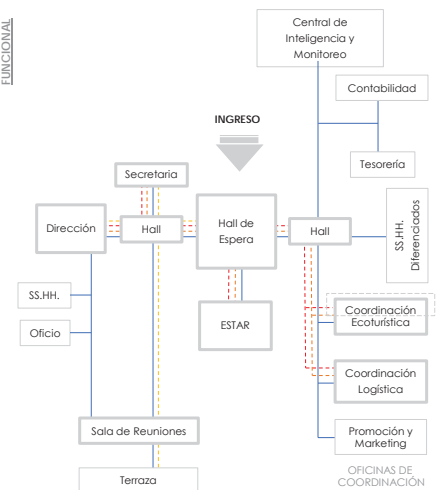 FUNCIONAL
Central de
Inteligencia y
Monitoreo
Contabilidad
INGRESO
Tesorería
Secretaria
Dirección
Hall
Hall de
Espera
Hall
SS.HH.
Diferenciados
SS.HH.
Oficio
ESTAR
Coordinación
Ecoturística
Coordinación
Logística
Sala de Reuniones
Promoción y
Marketing
Terraza
OFICINAS DE
COORDINACIÓN